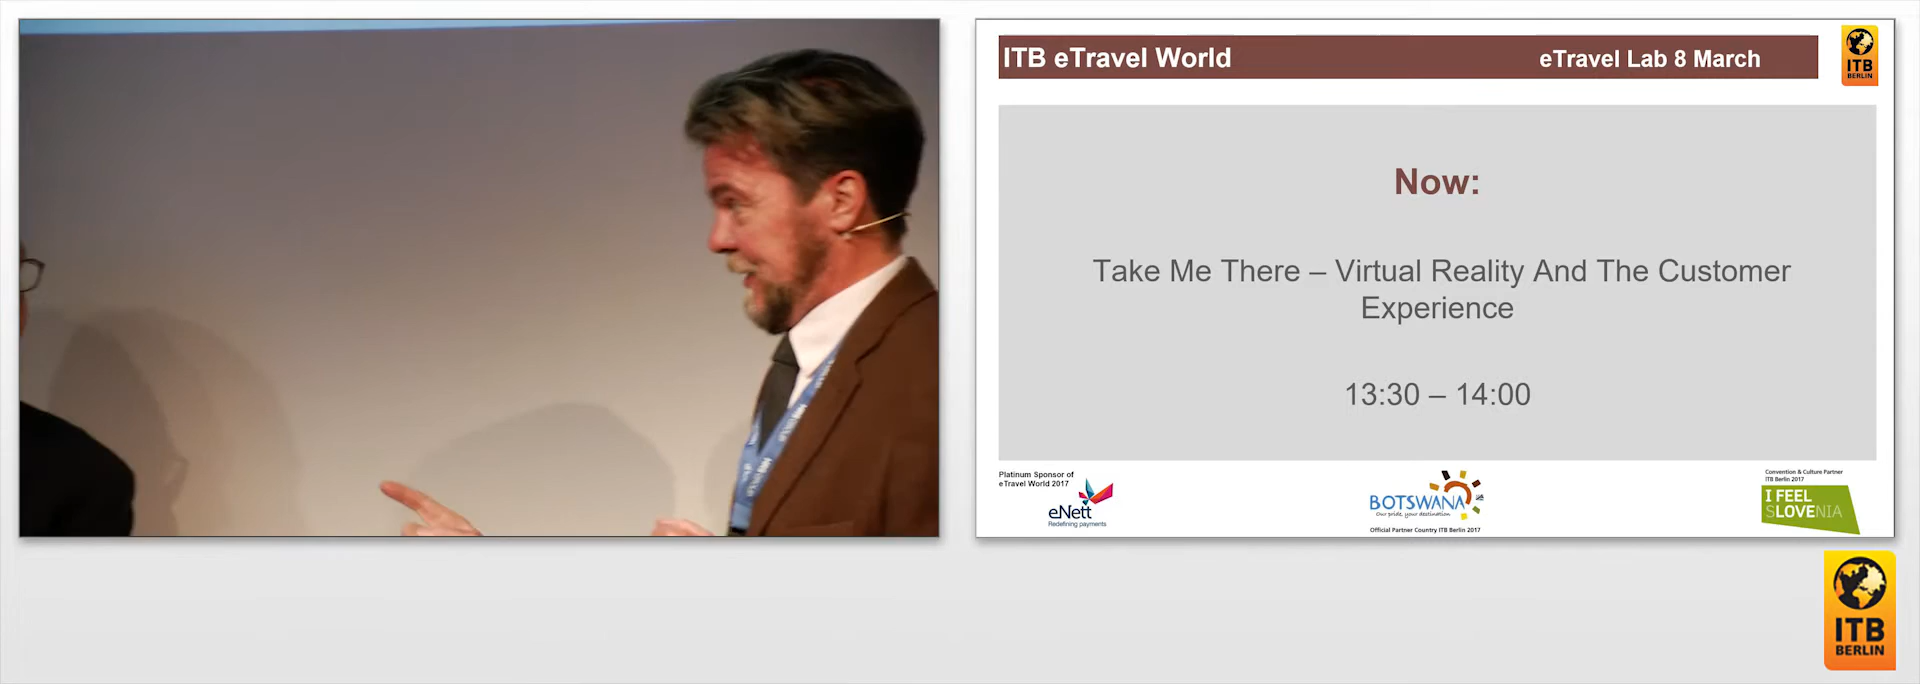 ITB eTravel World
eTravel Lab 8 March
ITB
BERLIN
Now:
Take Me There – Virtual Reality And The Customer
Experience
13:30 – 14:00
Platinum Sponsor of
eTravel World 2017
eNett
Redefining payments
BOTSWANA
Our pride, your destination
Official Partner Country ITB Berlin 2017
Convention & Culture Partner
ITB Berlin 2017
I FEEL
SLOVENIA
ITB
BERLIN